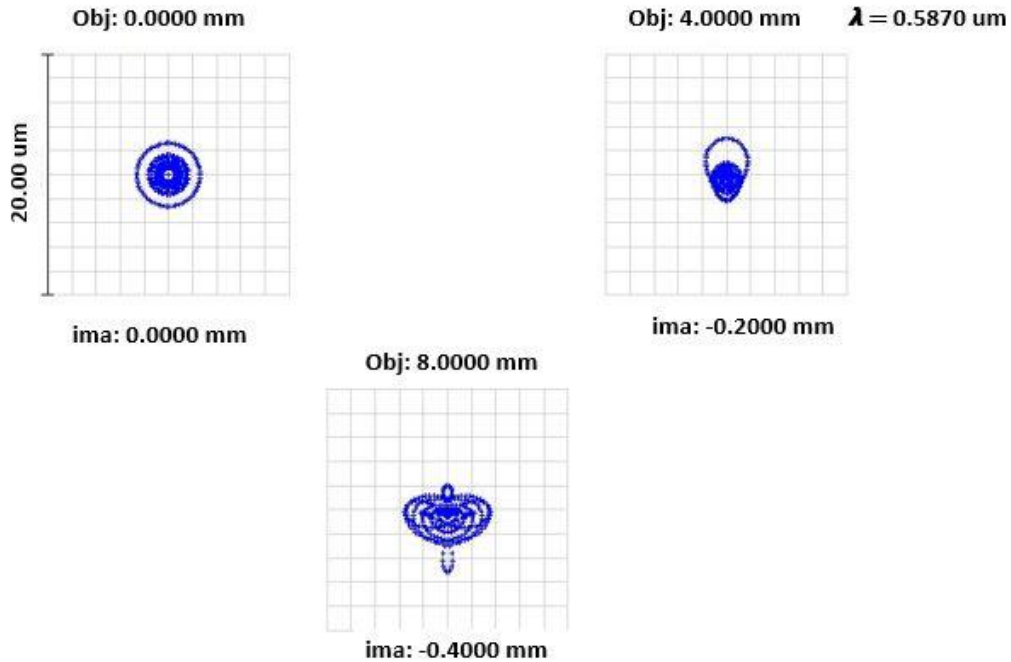 Obj: 0.0000 mm
Obj: 4.0000 mm
λ = 0.5870 um
20.00 um
ima: 0.0000 mm
ima: -0.2000 mm
Obj: 8.0000 mm
ima: -0.4000 mm